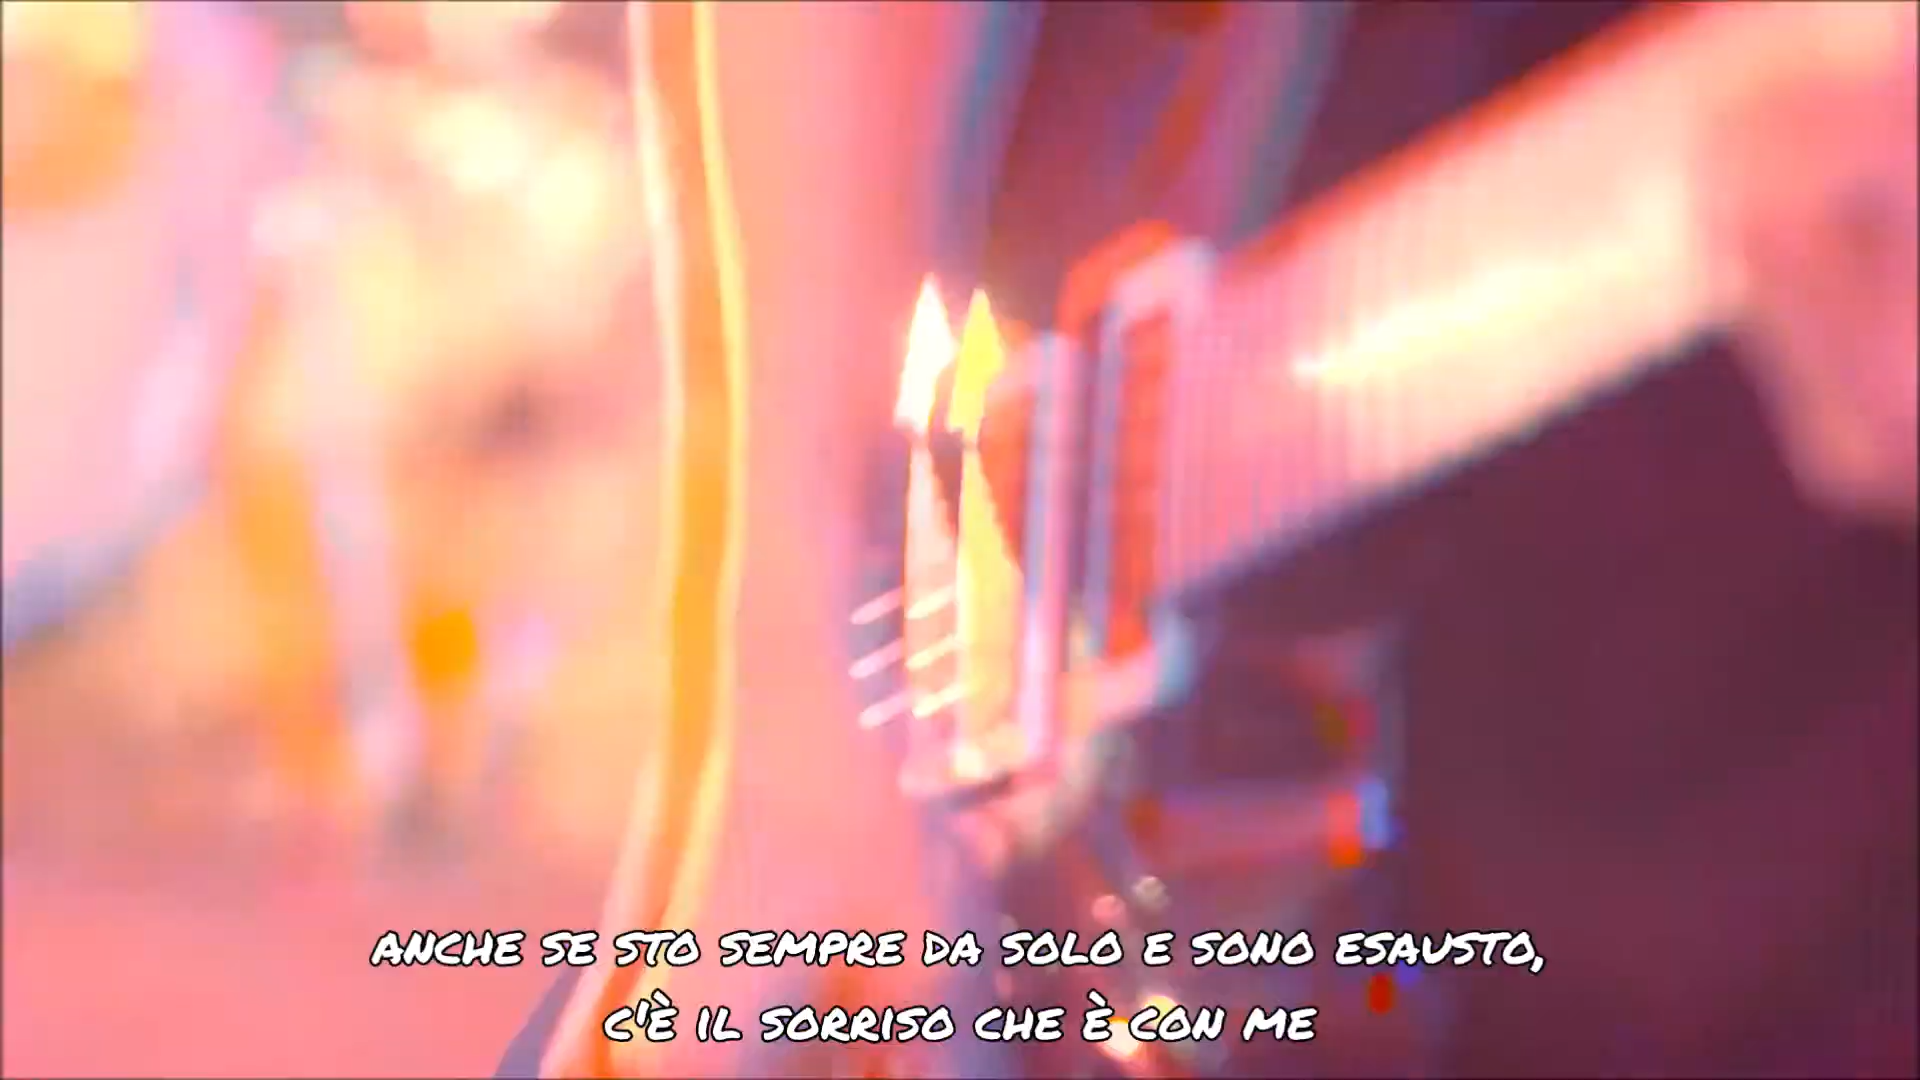 ANCHE SE STO SEMPRE DA SOLO E SONO ESAUSTO,
C'È IL SORRISO CHE È CON ME